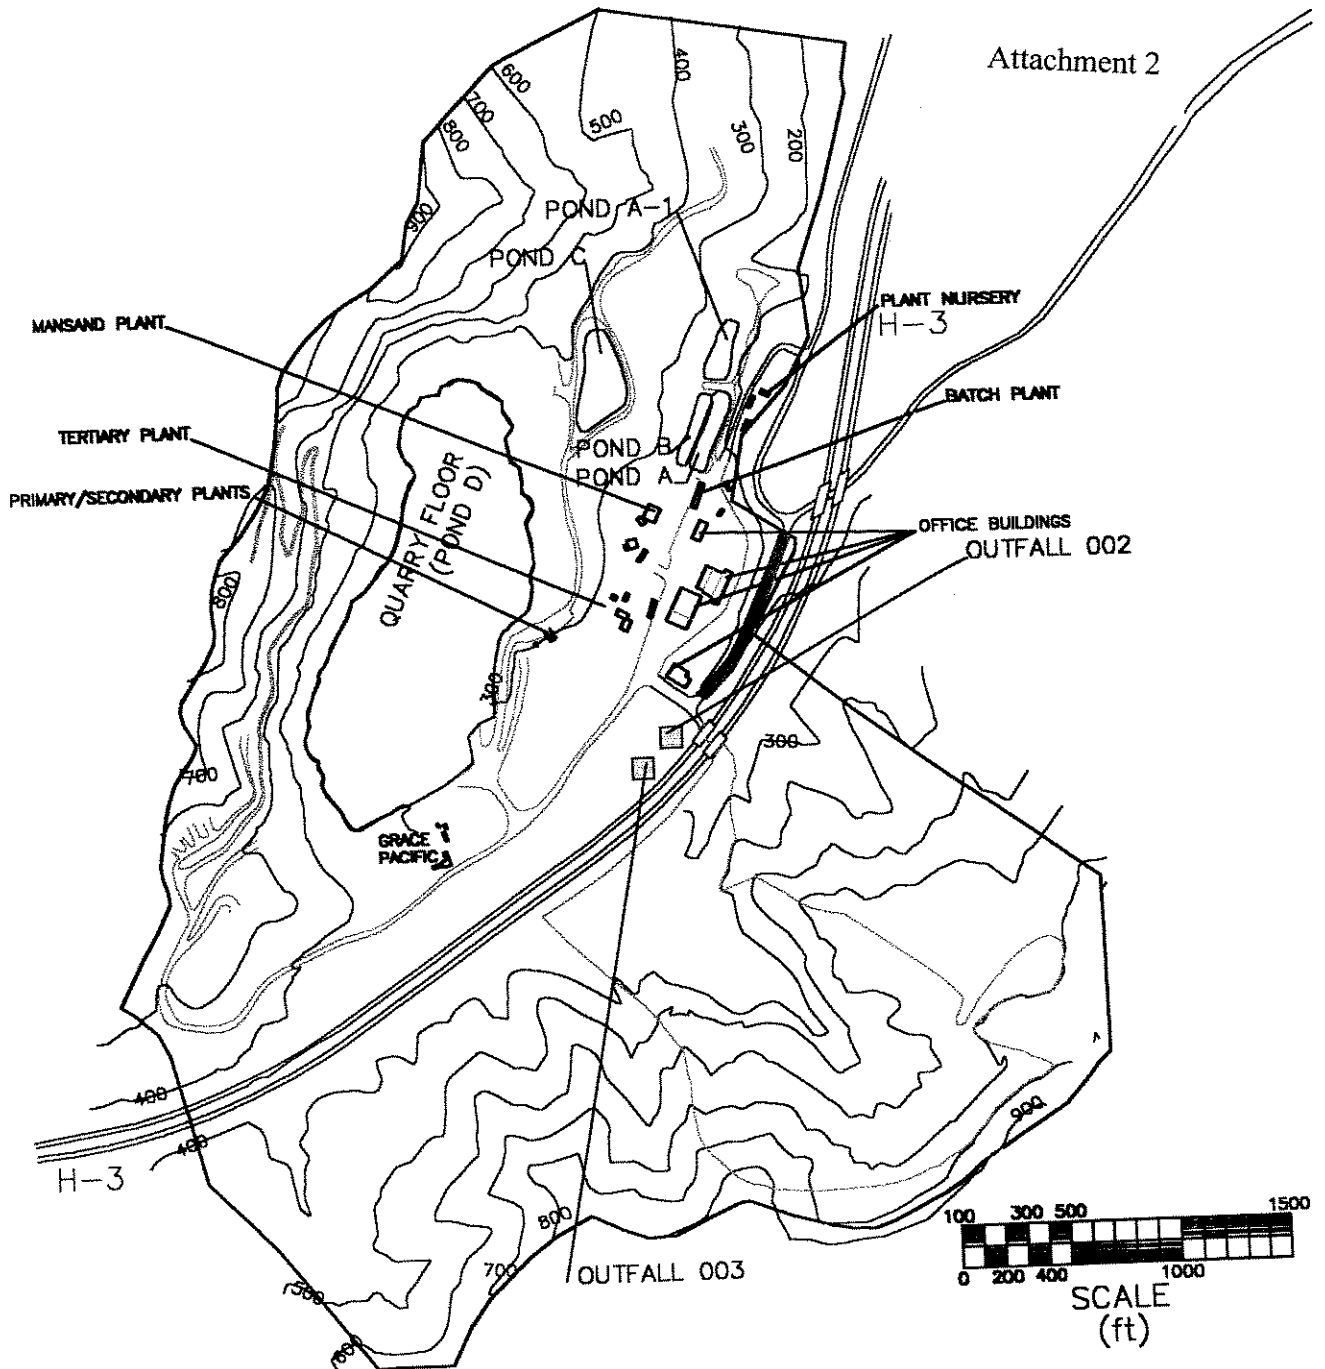 Attachment 2
600
700
800
900
500
400
300
200
POND A-1
POND C
PLANT NURSERY
H-3
MANSAND PLANT
BATCH PLANT
TERTIARY PLANT
POND B
POND A
PRIMARY/SECONDARY PLANTS
QUARRY FLOOR
(POND D)
OFFICE BUILDINGS
OUTFALL 002
800
300
300
700
GRACE
PACIFIC
400
400
H-3
900
800
700
500
600
OUTFALL 003
100 300 500 1500
0 200 400 1000
SCALE
(ft)